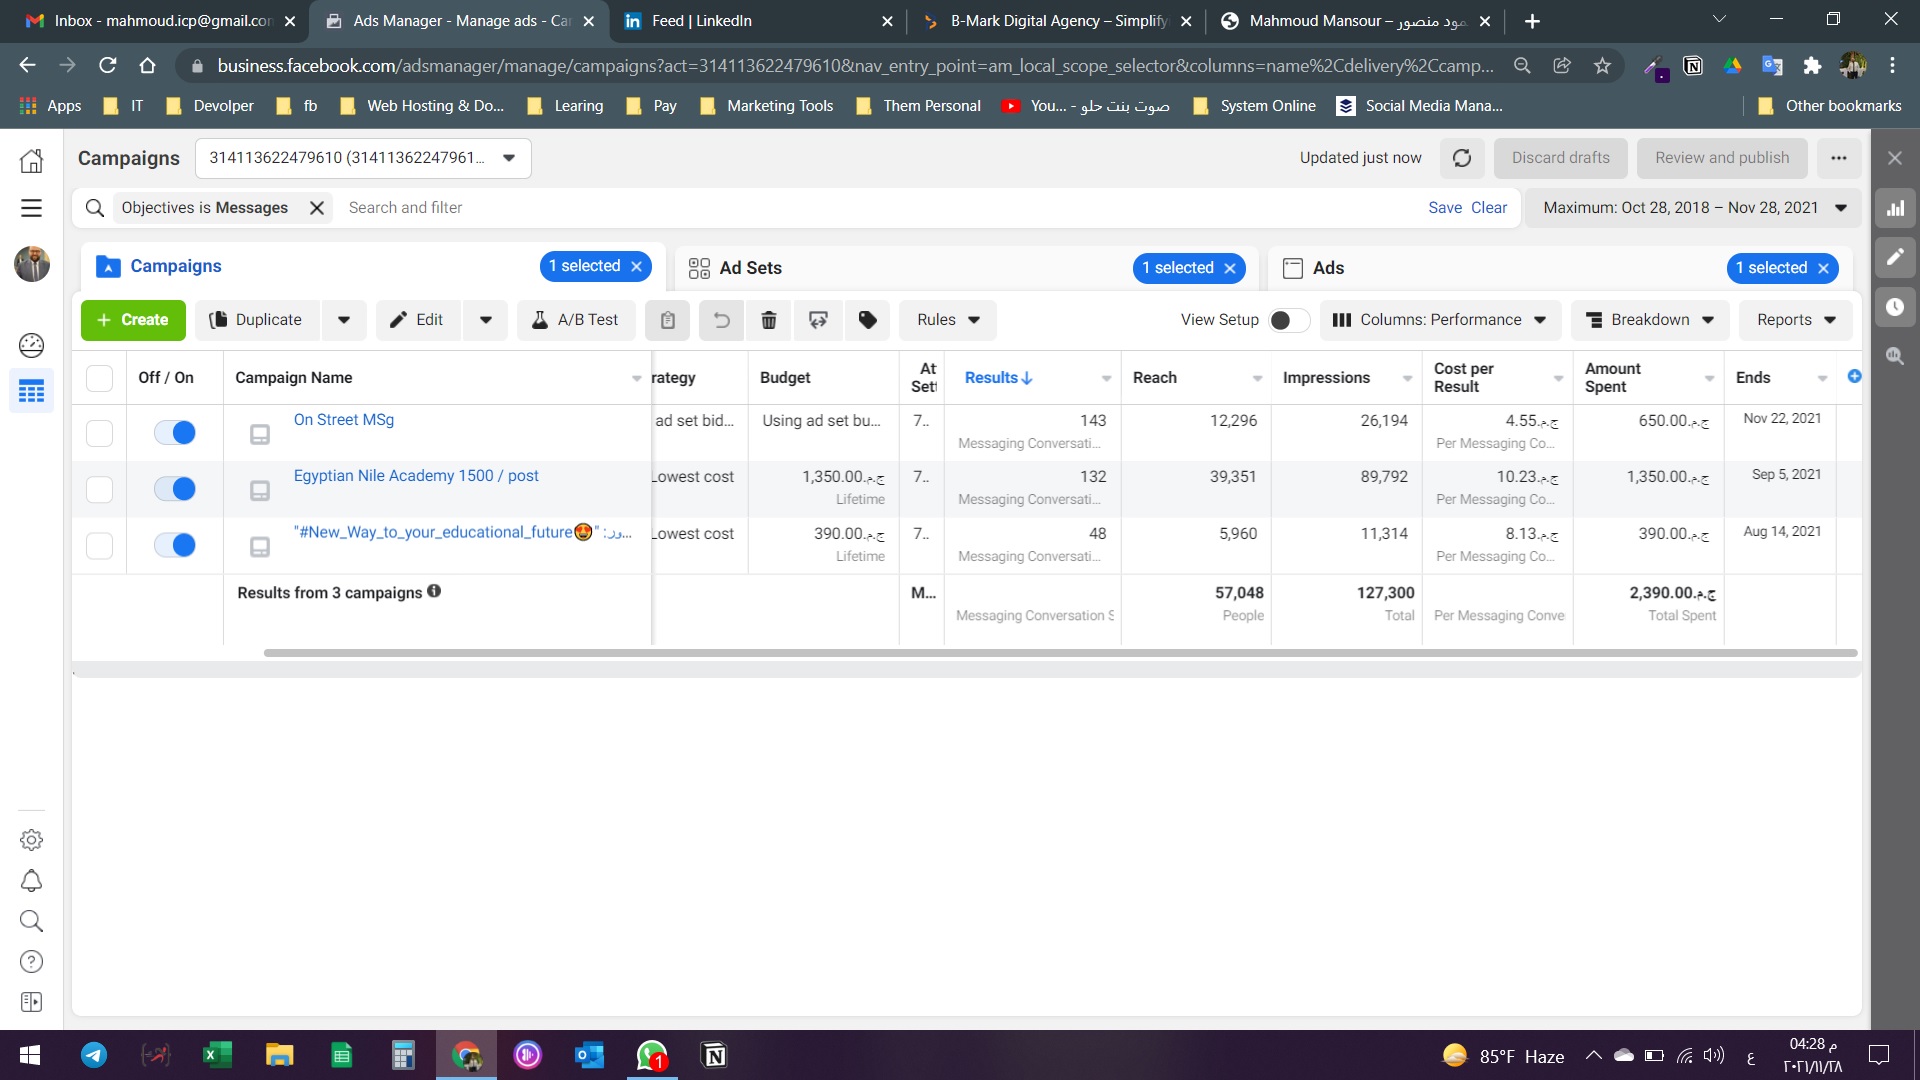 Inbox - mahmoud.icp@gmail.con
Ads Manager - Manage ads - Car
Feed | LinkedIn
B-Mark Digital Agency – Simplify
Mahmoud Mansour – مود منصور
business.facebook.com/adsmanager/manage/campaigns?act=314113622479610&nav_entry_point=am_local_scope_selector&columns=name%2Cdelivery%2Ccamp...
Apps
IT
Devolper
fb
Web Hosting & Do...
Learing
Pay
Marketing Tools
Them Personal
You... - صوت بنت حلو
System Online
Social Media Mana...
Other bookmarks
Campaigns
314113622479610 (31411362247961...
Updated just now
Discard drafts
Review and publish
Objectives is Messages
Search and filter
Save Clear
Maximum: Oct 28, 2018 – Nov 28, 2021
Campaigns
1 selected
Ad Sets
1 selected
Ads
1 selected
+ Create
Duplicate
Edit
A/B Test
Rules
View Setup
Columns: Performance
Breakdown
Reports
Off / On
Campaign Name
rategy
Budget
At
Sett
Results↓
Reach
Impressions
Cost per
Result
Amount
Spent
Ends
On Street MSg
ad set bid...
Using ad set bu...
7..
143
Messaging Conversati...
12,296
26,194
4.55ج.م.
Per Messaging Co...
650.00ج.م.
Nov 22, 2021
Egyptian Nile Academy 1500 / post
Lowest cost
1,350.00ج.م.
Lifetime
7..
132
Messaging Conversati...
39,351
89,792
10.23ج.م.
Per Messaging Co...
1,350.00ج.م.
Sep 5, 2021
"#New_Way_to_your_educational_future😍" :ور...
Lowest cost
390.00ج.م.
Lifetime
7..
48
Messaging Conversati...
5,960
11,314
8.13ج.م.
Per Messaging Co...
390.00ج.م.
Aug 14, 2021
Results from 3 campaigns
M...
Messaging Conversation S
57,048
People
127,300
Total
Per Messaging Conve
2,390.00ج.م.
Total Spent
1
85°F Haze
ع
04:28 م
٢٠٢١/١١/٢٨